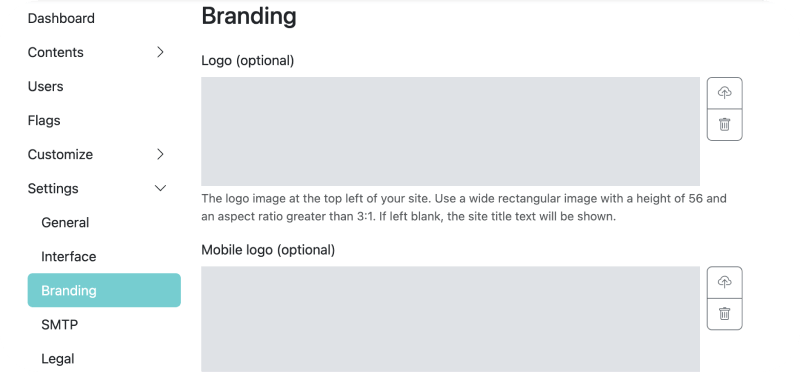 Dashboard
Contents
Users
Flags
Customize
Settings
General
Interface
Branding
SMTP
Legal
Branding
Logo (optional)
The logo image at the top left of your site. Use a wide rectangular image with a height of 56 and
an aspect ratio greater than 3:1. If left blank, the site title text will be shown.
Mobile logo (optional)